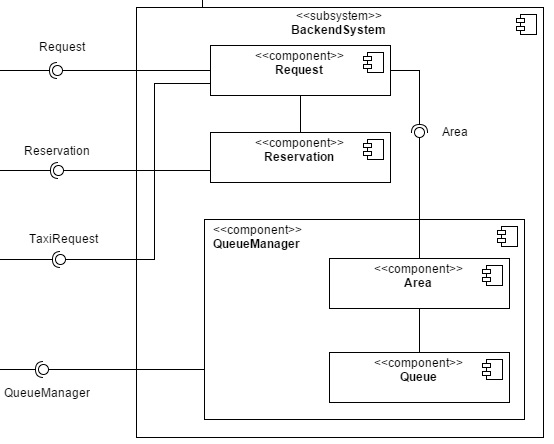 <<subsystem>>
BackendSystem
Request
<<component>>
Request
Area
Reservation
<<component>>
Reservation
TaxiRequest
<<component>>
QueueManager
<<component>>
Area
<<component>>
Queue
QueueManager